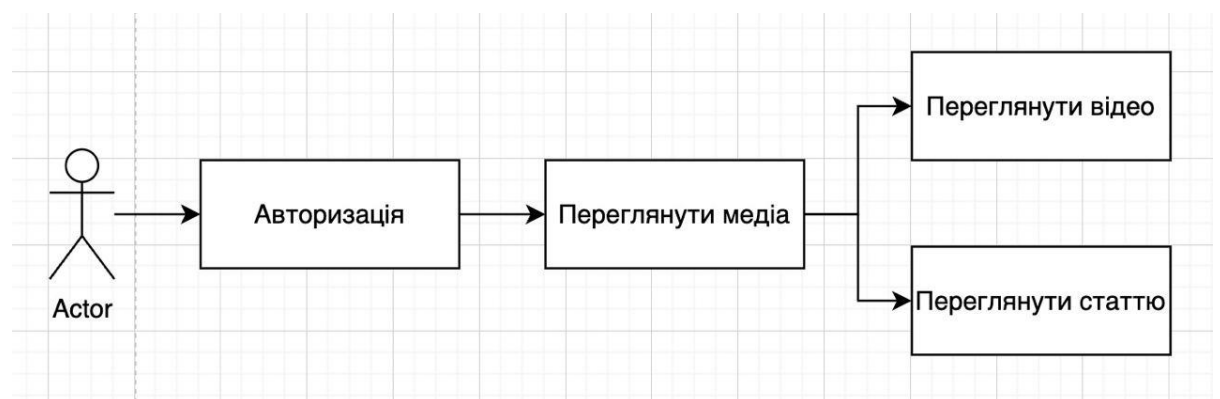 Переглянути відео
Авторизація
Переглянути медіа
Переглянути статтю
Actor